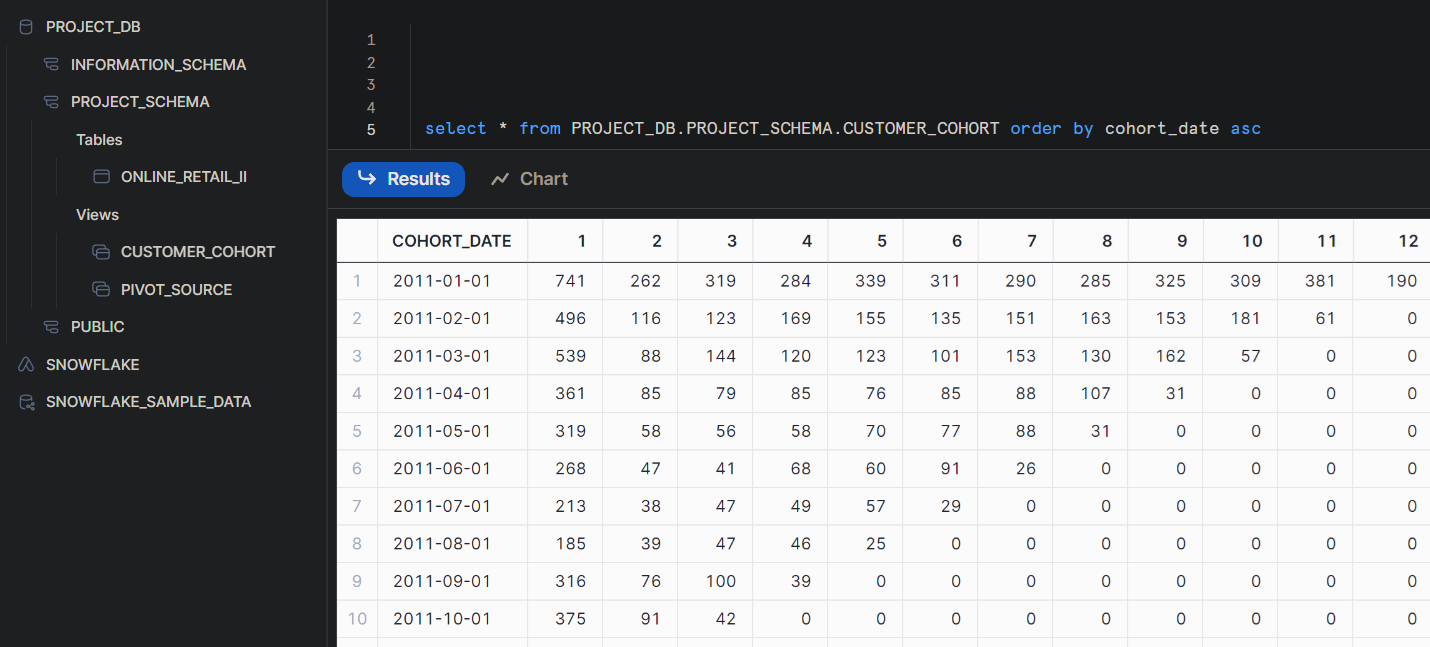 PROJECT_DB
INFORMATION_SCHEMA
PROJECT_SCHEMA
Tables
ONLINE_RETAIL_II
Views
CUSTOMER_COHORT
PIVOT_SOURCE
PUBLIC
SNOWFLAKE
SNOWFLAKE_SAMPLE_DATA
1
2
3
4
5 select * from PROJECT_DB.PROJECT_SCHEMA.CUSTOMER_COHORT order by cohort_date asc
Results Chart
COHORT_DATE 1 2 3 4 5 6 7 8 9 10 11 12
1 2011-01-01 741 262 319 284 339 311 290 285 325 309 381 190
2 2011-02-01 496 116 123 169 155 135 151 163 153 181 61 0
3 2011-03-01 539 88 144 120 123 101 153 130 162 57 0 0
4 2011-04-01 361 85 79 85 76 85 88 107 31 0 0 0
5 2011-05-01 319 58 56 58 70 77 88 31 0 0 0 0
6 2011-06-01 268 47 41 68 60 91 26 0 0 0 0 0
7 2011-07-01 213 38 47 49 57 29 0 0 0 0 0 0
8 2011-08-01 185 39 47 46 25 0 0 0 0 0 0 0
9 2011-09-01 316 76 100 39 0 0 0 0 0 0 0 0
10 2011-10-01 375 91 42 0 0 0 0 0 0 0 0 0